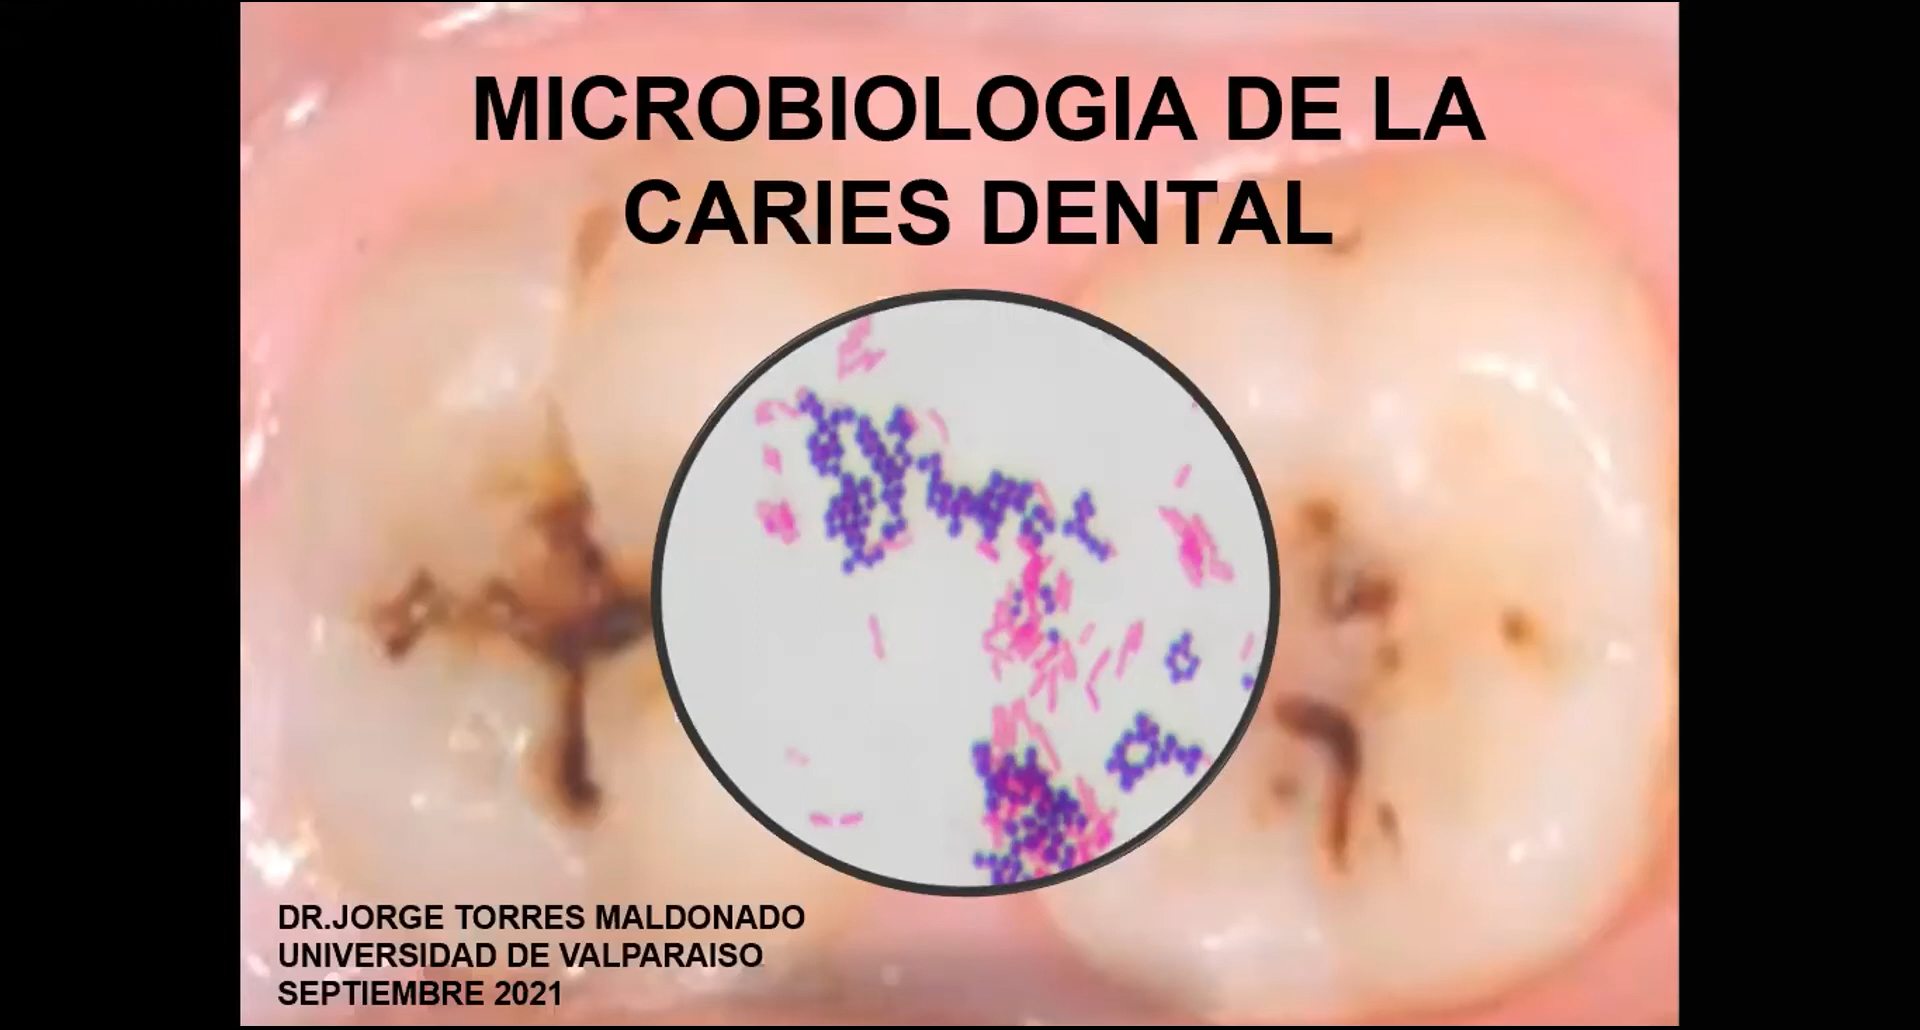 MICROBIOLOGIA DE LA
CARIES DENTAL
DR.JORGE TORRES MALDONADO
UNIVERSIDAD DE VALPARAISO
SEPTIEMBRE 2021